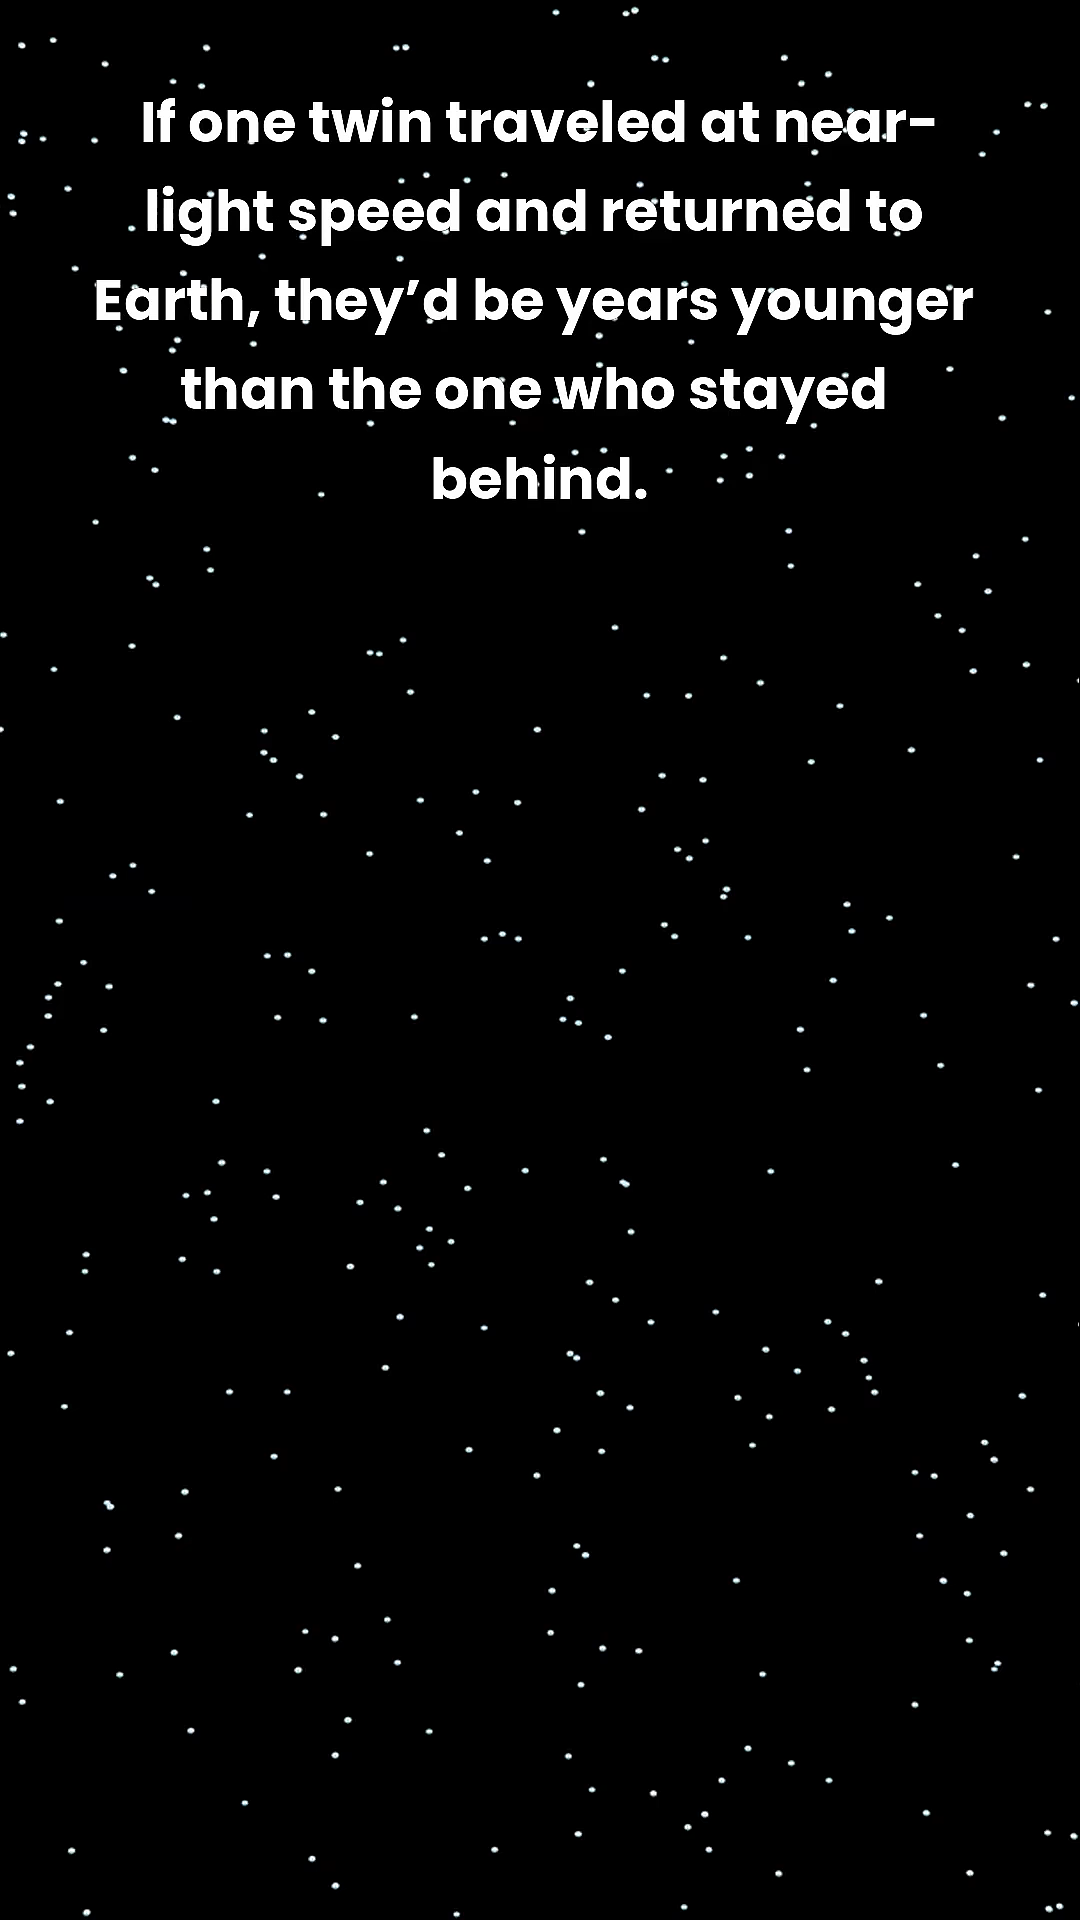 If one twin traveled at near-
light speed and returned to
Earth, they’d be years younger
than the one who stayed
behind.